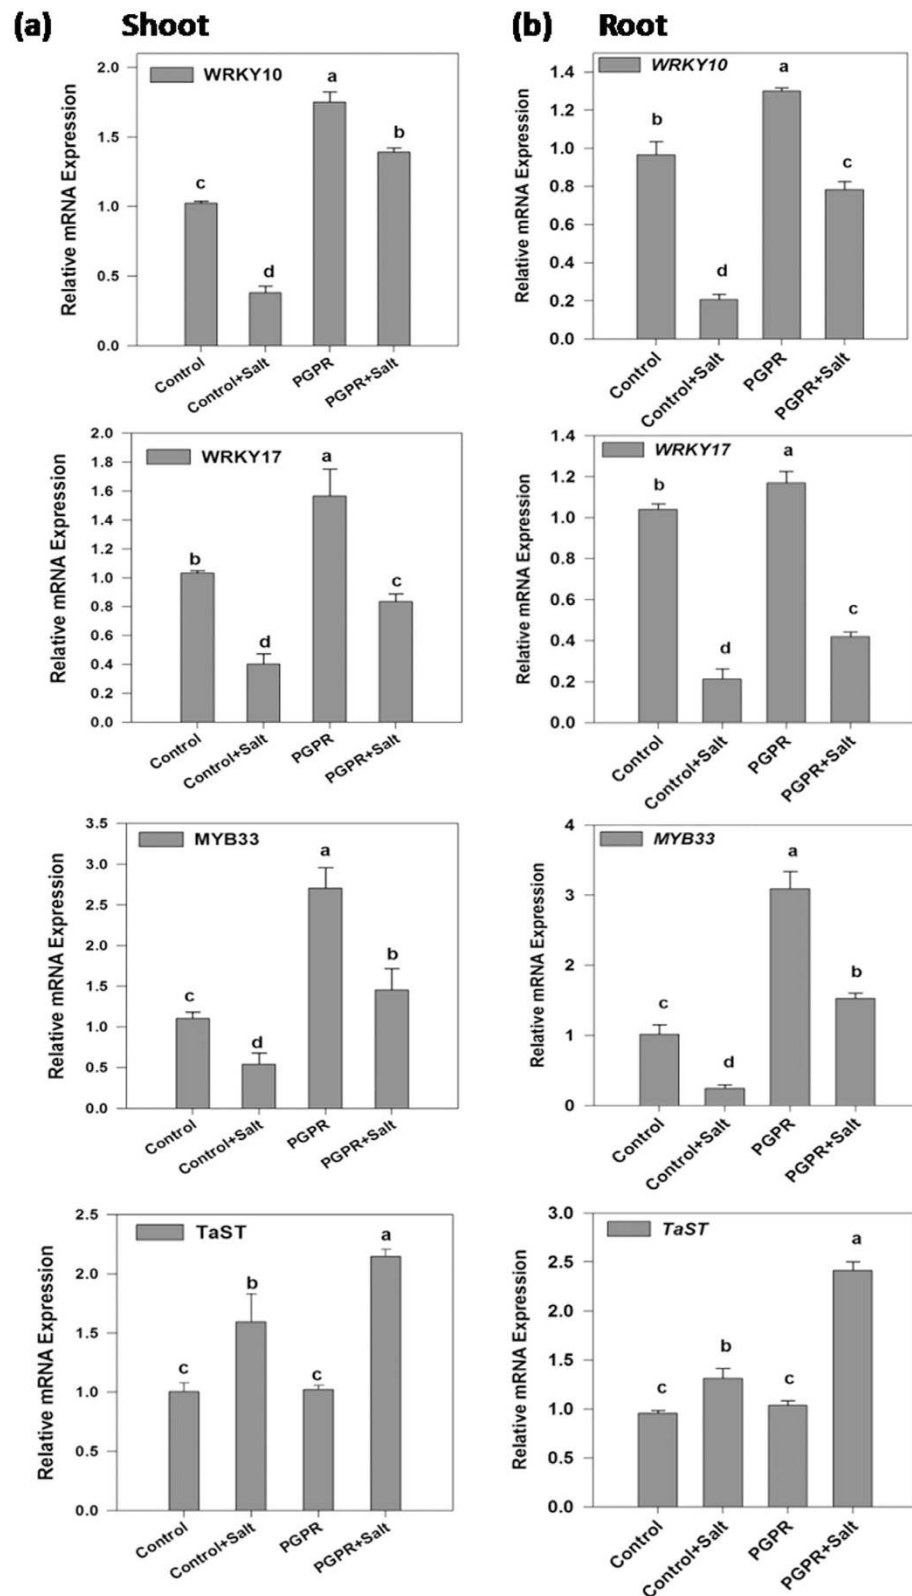 (a) Shoot
WRKY10
a
b
c
d
2.0
1.5
1.0
0.5
0.0
Relative mRNA Expression
Control
Control+Salt
PGPR
PGPR+Salt
(b) Root
WRKY10
a
b
c
d
1.4
1.2
1.0
0.8
0.6
0.4
0.2
0.0
Relative mRNA Expression
Control
Control+Salt
PGPR
PGPR+Salt
WRKY17
a
b
c
d
2.0
1.8
1.6
1.4
1.2
1.0
0.8
0.6
0.4
0.2
0.0
Relative mRNA Expression
Control
Control+Salt
PGPR
PGPR+Salt
WRKY17
a
b
c
d
1.4
1.2
1.0
0.8
0.6
0.4
0.2
0.0
Relative mRNA Expression
Control
Control+Salt
PGPR
PGPR+Salt
MYB33
a
b
c
d
3.5
3.0
2.5
2.0
1.5
1.0
0.5
0.0
Relative mRNA Expression
Control
Control+Salt
PGPR
PGPR+Salt
MYB33
a
b
c
d
4
3
2
1
0
Relative mRNA Expression
Control
Control+Salt
PGPR
PGPR+Salt
TaST
a
b
c
c
2.5
2.0
1.5
1.0
0.5
0.0
Relative mRNA Expression
Control
Control+Salt
PGPR
PGPR+Salt
TaST
a
b
c
c
3.0
2.5
2.0
1.5
1.0
0.5
0.0
Relative mRNA Expression
Control
Control+Salt
PGPR
PGPR+Salt